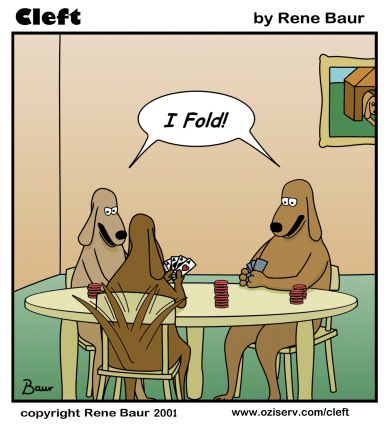 Cleft
by Rene Baur
I Fold!
Baur
copyright Rene Baur 2001
www.oziserv.com/cleft